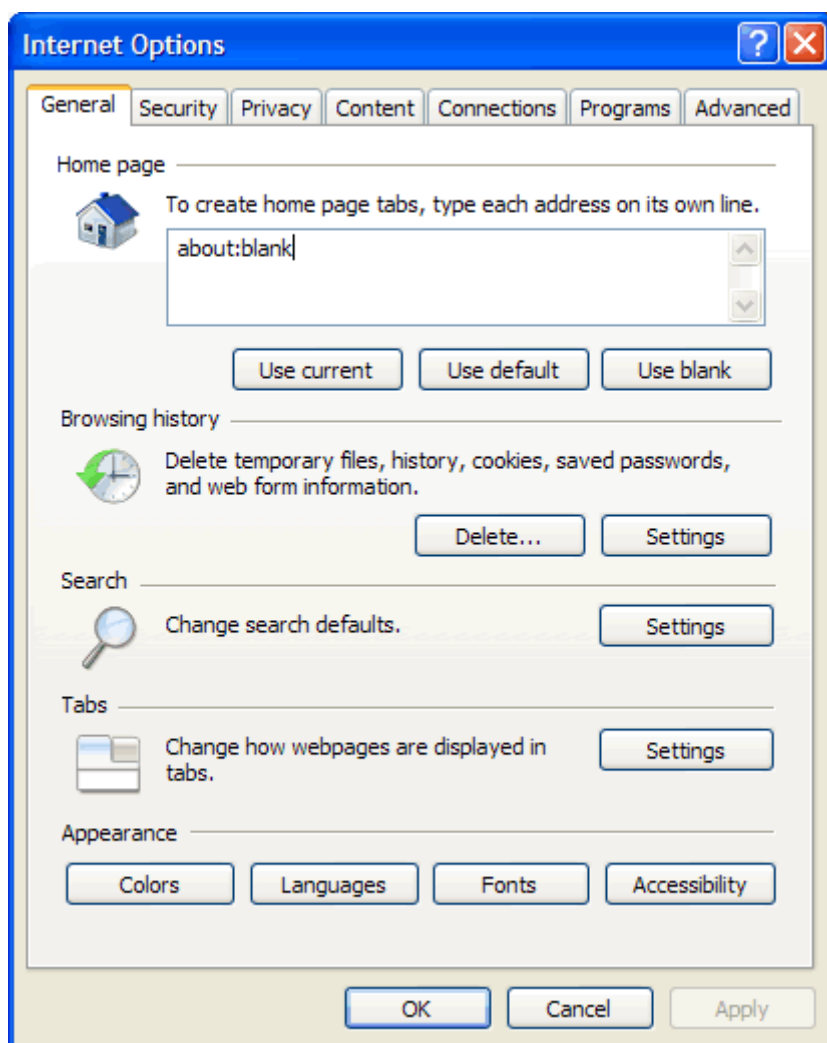 Internet Options
General Security Privacy Content Connections Programs Advanced
Home page
To create home page tabs, type each address on its own line.
about:blank
Use current Use default Use blank
Browsing history
Delete temporary files, history, cookies, saved passwords,
and web form information.
Delete... Settings
Search
Change search defaults. Settings
Tabs
Change how webpages are displayed in Settings
tabs.
Appearance
Colors Languages Fonts Accessibility
OK Cancel Apply